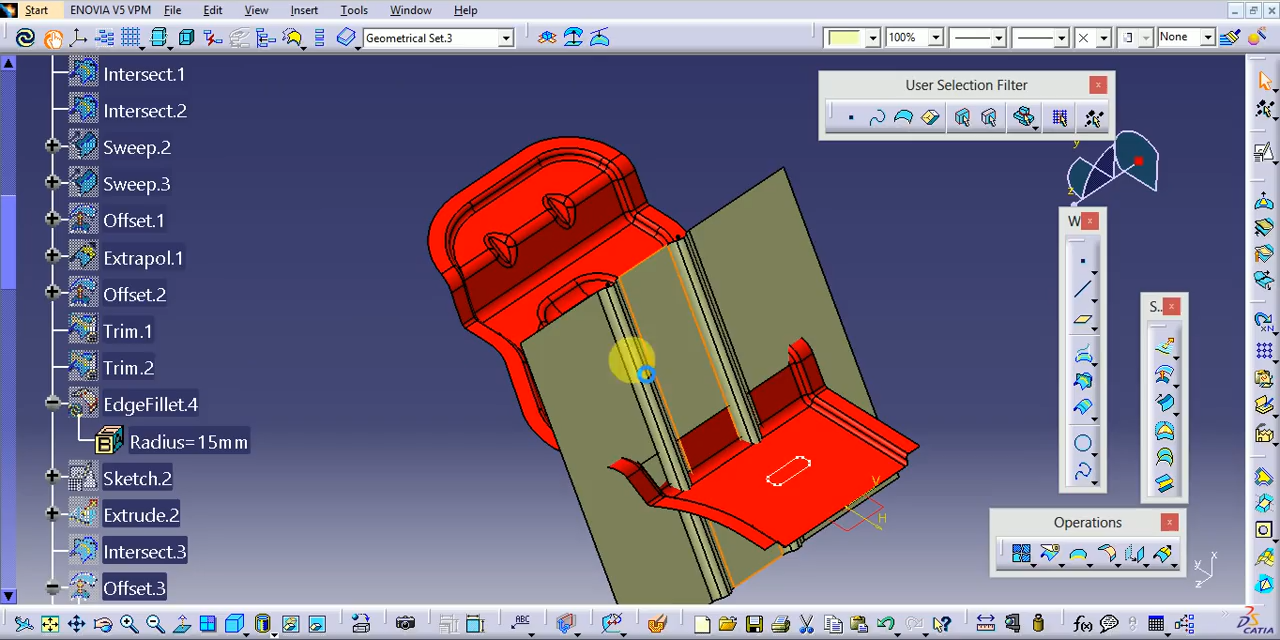 Start ENOVIA V5 VPM File Edit View Insert Tools Window Help
Geometrical Set.3 100% None
Intersect.1
Intersect.2
Sweep.2
Sweep.3
Offset.1
Extrapol.1
Offset.2
Trim.1
Trim.2
EdgeFillet.4
Radius=15mm
Sketch.2
Extrude.2
Intersect.3
Offset.3
User Selection Filter
y
z
W
S..
V
H
Operations
x
y
z
ABC
f(x)
CATIA